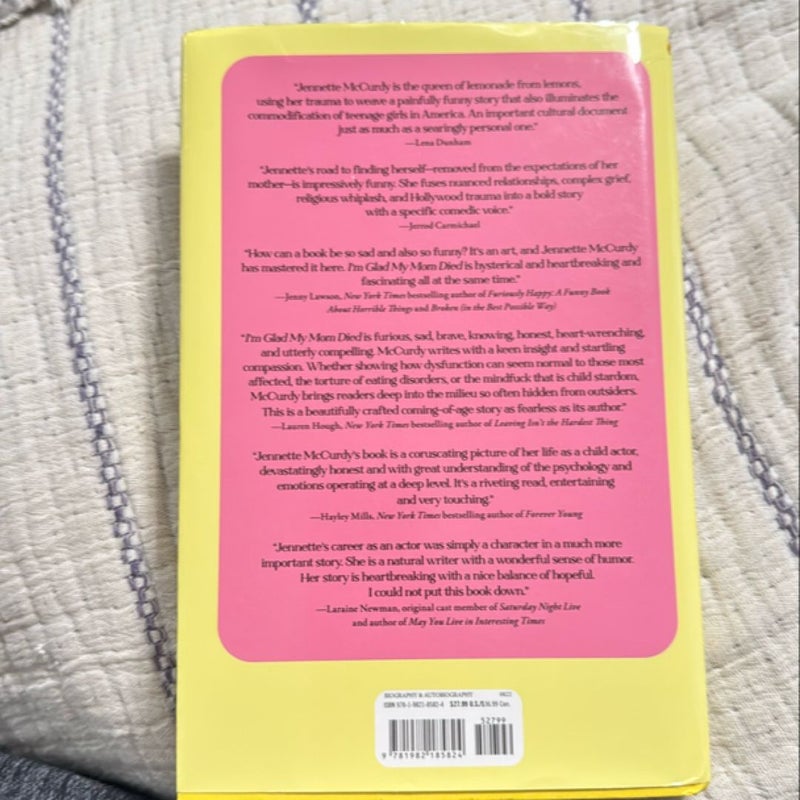 "Jennette McCurdy is the queen of lemonade from lemons,
using her trauma to weave a painfully funny story that also illuminates the
commodification of teenage girls in America. An important cultural document
just as much as a searingly personal one."
—Lena Dunham
"Jennette's road to finding herself—removed from the expectations of her
mother—is impressively funny. She fuses nuanced relationships, complex grief,
religious whiplash, and Hollywood trauma into a bold story
with a specific comedic voice."
—Jerrod Carmichael
"How can a book be so sad and also so funny? It's an art, and Jennette McCurdy
has mastered it here. I'm Glad My Mom Died is hysterical and heartbreaking and
fascinating all at the same time."
—Jenny Lawson, New York Times bestselling author of Furiously Happy: A Funny Book
About Horrible Things and Broken (in the Best Possible Way)
"I'm Glad My Mom Died is furious, sad, brave, knowing, honest, heart-wrenching,
and utterly compelling. McCurdy writes with a keen insight and startling
compassion. Whether showing how dysfunction can seem normal to those most
affected, the torture of eating disorders, or the mindfuck that is child stardom,
McCurdy brings readers deep into the milieu so often hidden from outsiders.
This is a beautifully crafted coming-of-age story as fearless as its author."
—Lauren Hough, New York Times bestselling author of Leaving Isn't the Hardest Thing
"Jennette McCurdy's book is a coruscating picture of her life as a child actor,
devastatingly honest and with great understanding of the psychology and
emotions operating at a deep level. It's a riveting read, entertaining
and very touching."
—Hayley Mills, New York Times bestselling author of Forever Young
"Jennette's career as an actor was simply a character in a much more
important story. She is a natural writer with a wonderful sense of humor.
Her story is heartbreaking with a nice balance of hopeful.
I could not put this book down."
—Laraine Newman, original cast member of Saturday Night Live
and author of May You Live in Interesting Times
BIOGRAPHY & AUTOBIOGRAPHY 0822
ISBN 978-1-9821-8582-4 $27.99 U.S./$36.99 Can.
52799
9 781982 185824